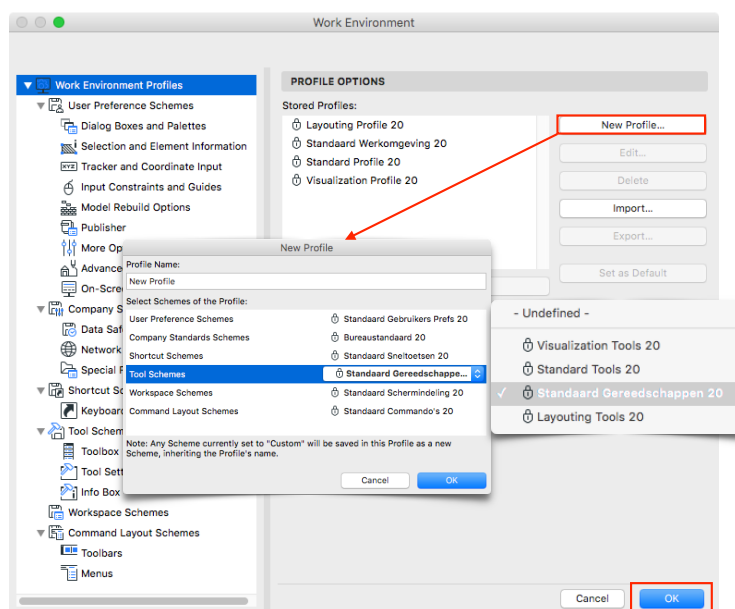 Work Environment
Work Environment Profiles
User Preference Schemes
Dialog Boxes and Palettes
Selection and Element Information
XYZ Tracker and Coordinate Input
Input Constraints and Guides
Model Rebuild Options
Publisher
More Op
Advance
On-Scre
Company S
Data Saf
Network
Special F
Shortcut Sc
Keyboar
Tool Schem
Toolbox
Tool Sett
Info Box
Workspace Schemes
Command Layout Schemes
Toolbars
Menus
PROFILE OPTIONS
Stored Profiles:
Layouting Profile 20
Standaard Werkomgeving 20
Standard Profile 20
Visualization Profile 20
New Profile...
Edit...
Delete
Import...
Export...
Set as Default
New Profile
Profile Name:
New Profile
Select Schemes of the Profile:
User Preference Schemes Standaard Gebruikers Prefs 20
Company Standards Schemes Bureaustandaard 20
Shortcut Schemes Standaard Sneltoetsen 20
Tool Schemes Standaard Gereedschappe...
Workspace Schemes Standaard Schermindeling 20
Command Layout Schemes Standaard Commando's 20
Note: Any Scheme currently set to "Custom" will be saved in this Profile as a new
Scheme, inheriting the Profile's name.
Cancel OK
- Undefined -
Visualization Tools 20
Standard Tools 20
✓ Standaard Gereedschappen 20
Layouting Tools 20
Cancel OK